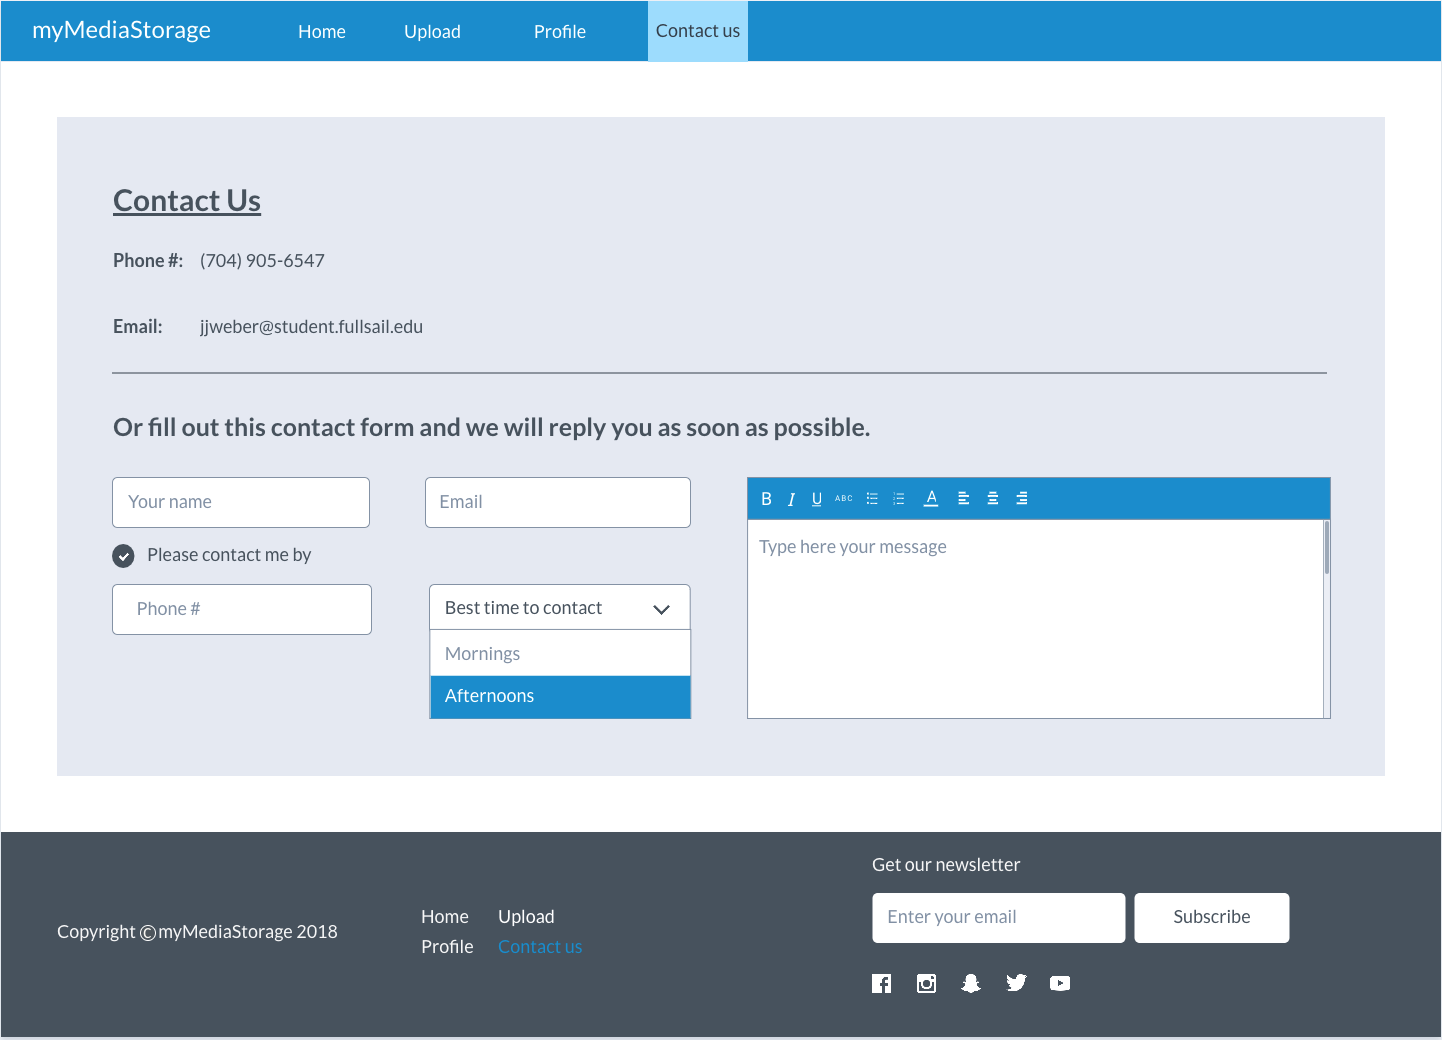 myMediaStorage Home Upload Profile Contact us
Contact Us
Phone #: (704) 905-6547
Email: jjweber@student.fullsail.edu
Or fill out this contact form and we will reply you as soon as possible.
Your name Email
B I U ABC A
Type here your message
Please contact me by
Phone # Best time to contact
Mornings
Afternoons
Get our newsletter
Enter your email Subscribe
Copyright ©myMediaStorage 2018
Home Upload
Profile Contact us